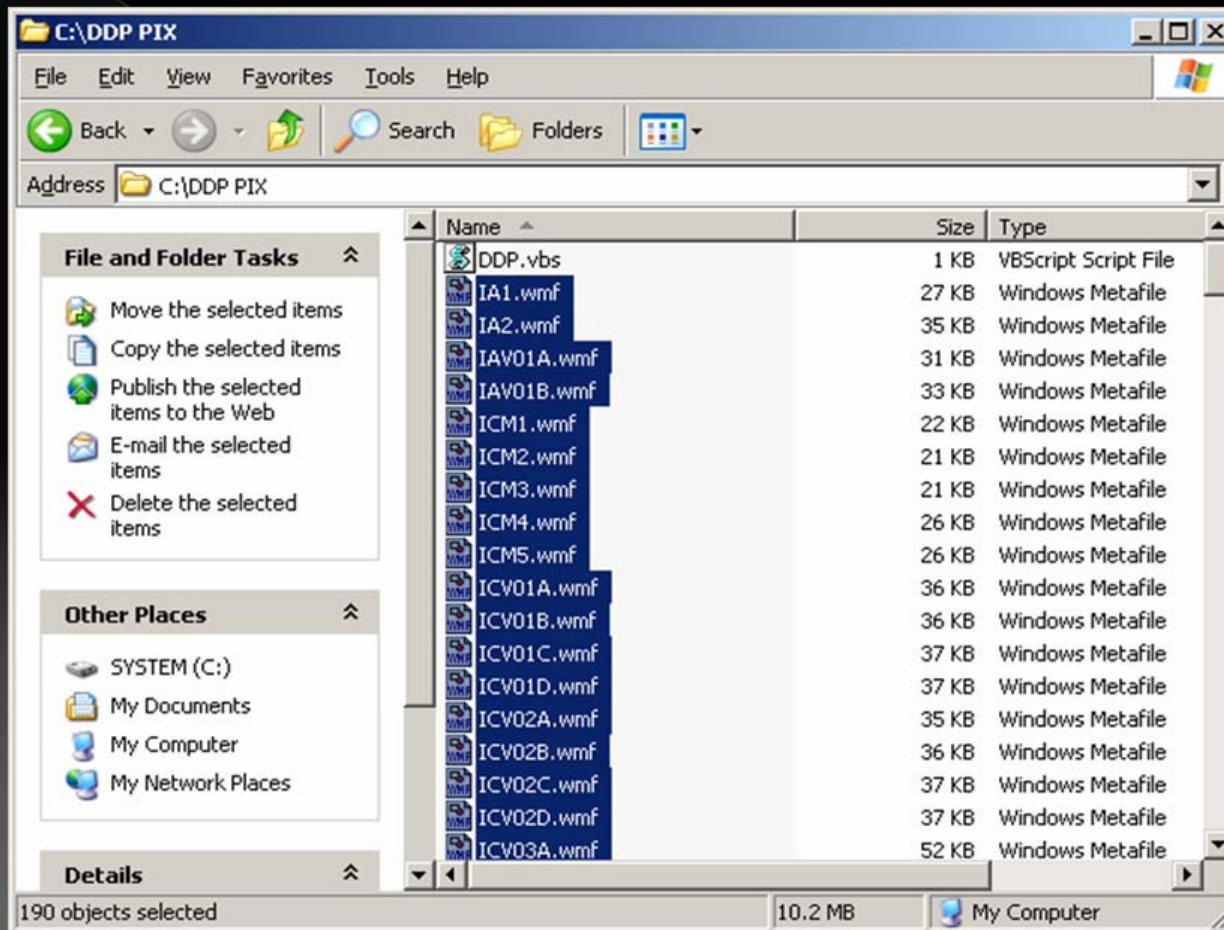 C:\DDP PIX
File Edit View Favorites Tools Help
Back Search Folders
Address C:\DDP PIX
File and Folder Tasks
Move the selected items
Copy the selected items
Publish the selected
items to the Web
E-mail the selected
items
Delete the selected
items
Other Places
SYSTEM (C:)
My Documents
My Computer
My Network Places
Details
Name Size Type
DDP.vbs 1 KB VBScript Script File
IA1.wmf 27 KB Windows Metafile
IA2.wmf 35 KB Windows Metafile
IAV01A.wmf 31 KB Windows Metafile
IAV01B.wmf 33 KB Windows Metafile
ICM1.wmf 22 KB Windows Metafile
ICM2.wmf 21 KB Windows Metafile
ICM3.wmf 21 KB Windows Metafile
ICM4.wmf 26 KB Windows Metafile
ICM5.wmf 26 KB Windows Metafile
ICV01A.wmf 36 KB Windows Metafile
ICV01B.wmf 36 KB Windows Metafile
ICV01C.wmf 37 KB Windows Metafile
ICV01D.wmf 37 KB Windows Metafile
ICV02A.wmf 35 KB Windows Metafile
ICV02B.wmf 36 KB Windows Metafile
ICV02C.wmf 37 KB Windows Metafile
ICV02D.wmf 37 KB Windows Metafile
ICV03A.wmf 52 KB Windows Metafile
190 objects selected 10.2 MB My Computer